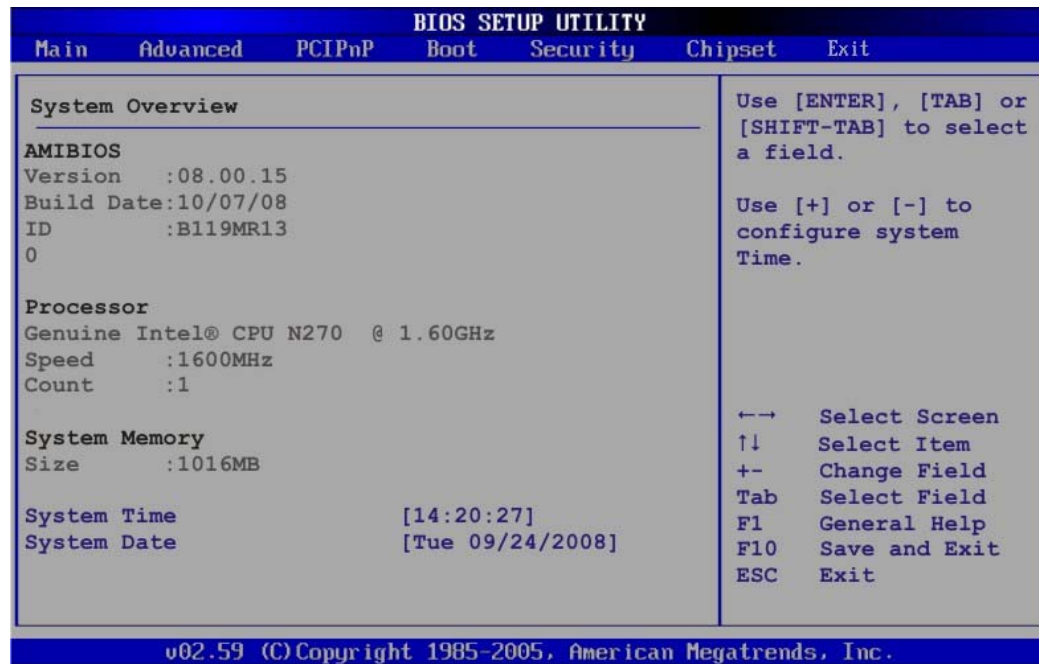 BIOS SETUP UTILITY
Main Advanced PCIPnP Boot Security Chipset Exit
System Overview
AMIBIOS
Version :08.00.15
Build Date:10/07/08
ID :B119MR13
0
Processor
Genuine Intel® CPU N270 @ 1.60GHz
Speed :1600MHz
Count :1
System Memory
Size :1016MB
System Time [14:20:27]
System Date [Tue 09/24/2008]
Use [ENTER], [TAB] or
[SHIFT-TAB] to select
a field.
Use [+] or [-] to
configure system
Time.
←→ Select Screen
↑↓ Select Item
+- Change Field
Tab Select Field
F1 General Help
F10 Save and Exit
ESC Exit
v02.59 (C)Copyright 1985-2005, American Megatrends, Inc.